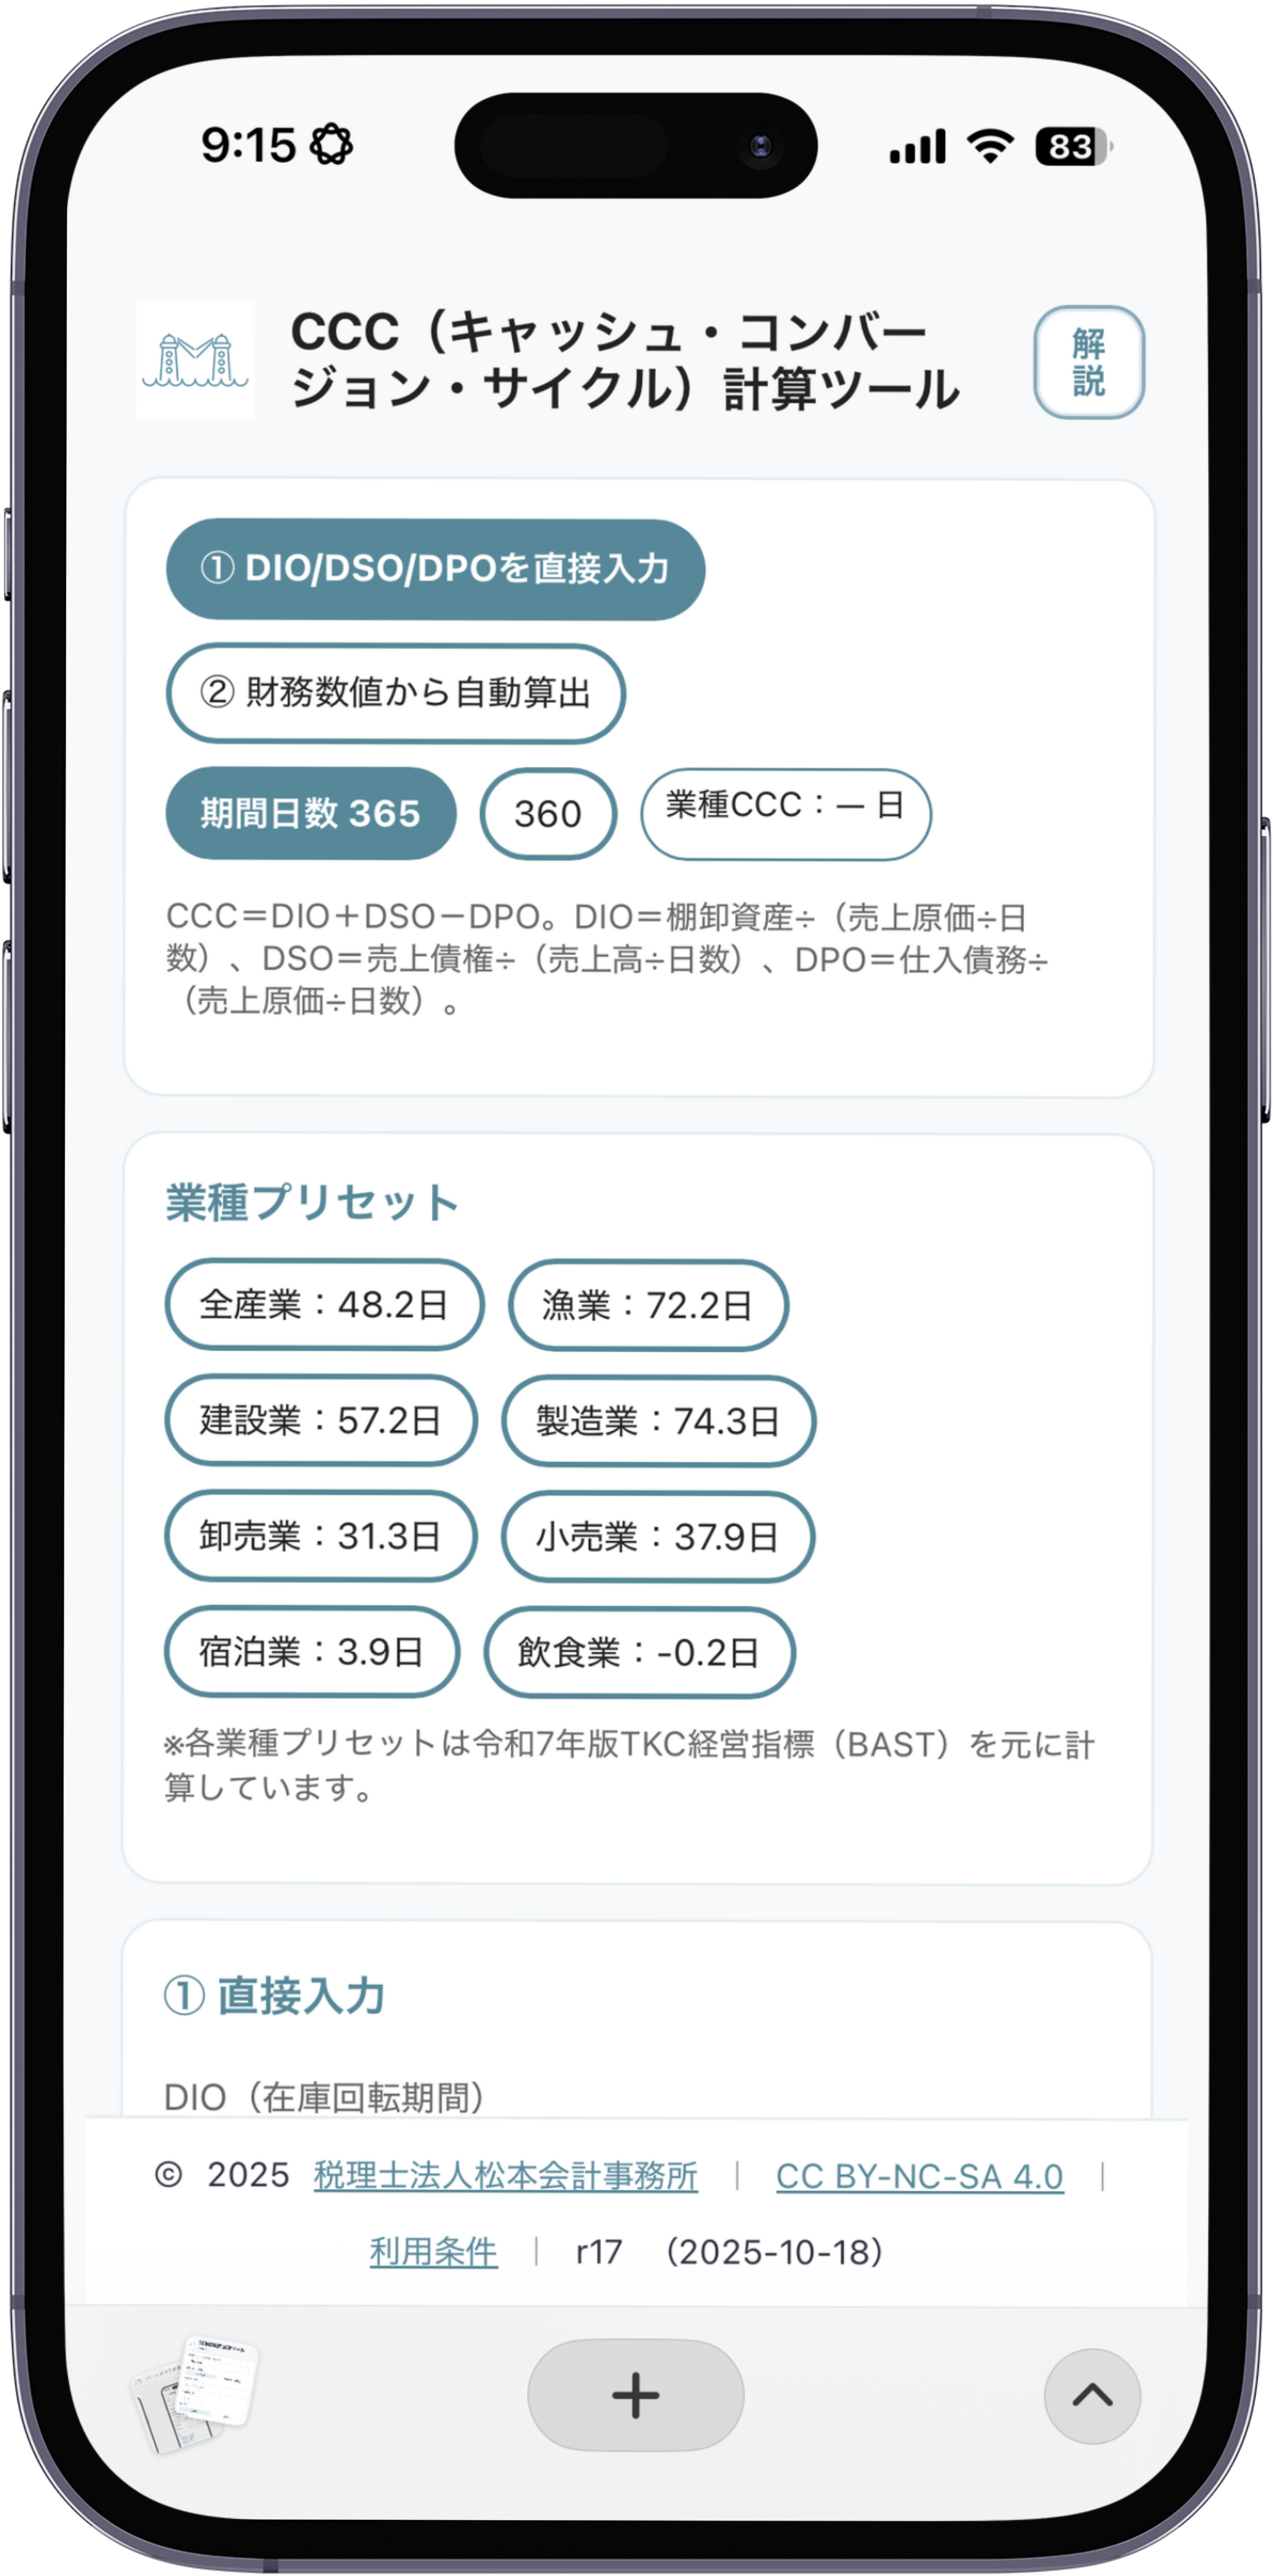 9:15
83
CCC（キャッシュ・コンバー
ジョン・サイクル）計算ツール
解
説
① DIO/DSO/DPOを直接入力
② 財務数値から自動算出
期間日数 365
360
業種CCC：— 日
CCC＝DIO＋DSO－DPO。DIO＝棚卸資産÷（売上原価÷日
数）、DSO＝売上債権÷（売上高÷日数）、DPO＝仕入債務÷
（売上原価÷日数）。
業種プリセット
全産業：48.2日
漁業：72.2日
建設業：57.2日
製造業：74.3日
卸売業：31.3日
小売業：37.9日
宿泊業：3.9日
飲食業：-0.2日
※各業種プリセットは令和7年版TKC経営指標（BAST）を元に計
算しています。
① 直接入力
DIO（在庫回転期間）
© 2025 税理士法人松本会計事務所 | CC BY-NC-SA 4.0 |
利用条件 | r17 （2025-10-18）